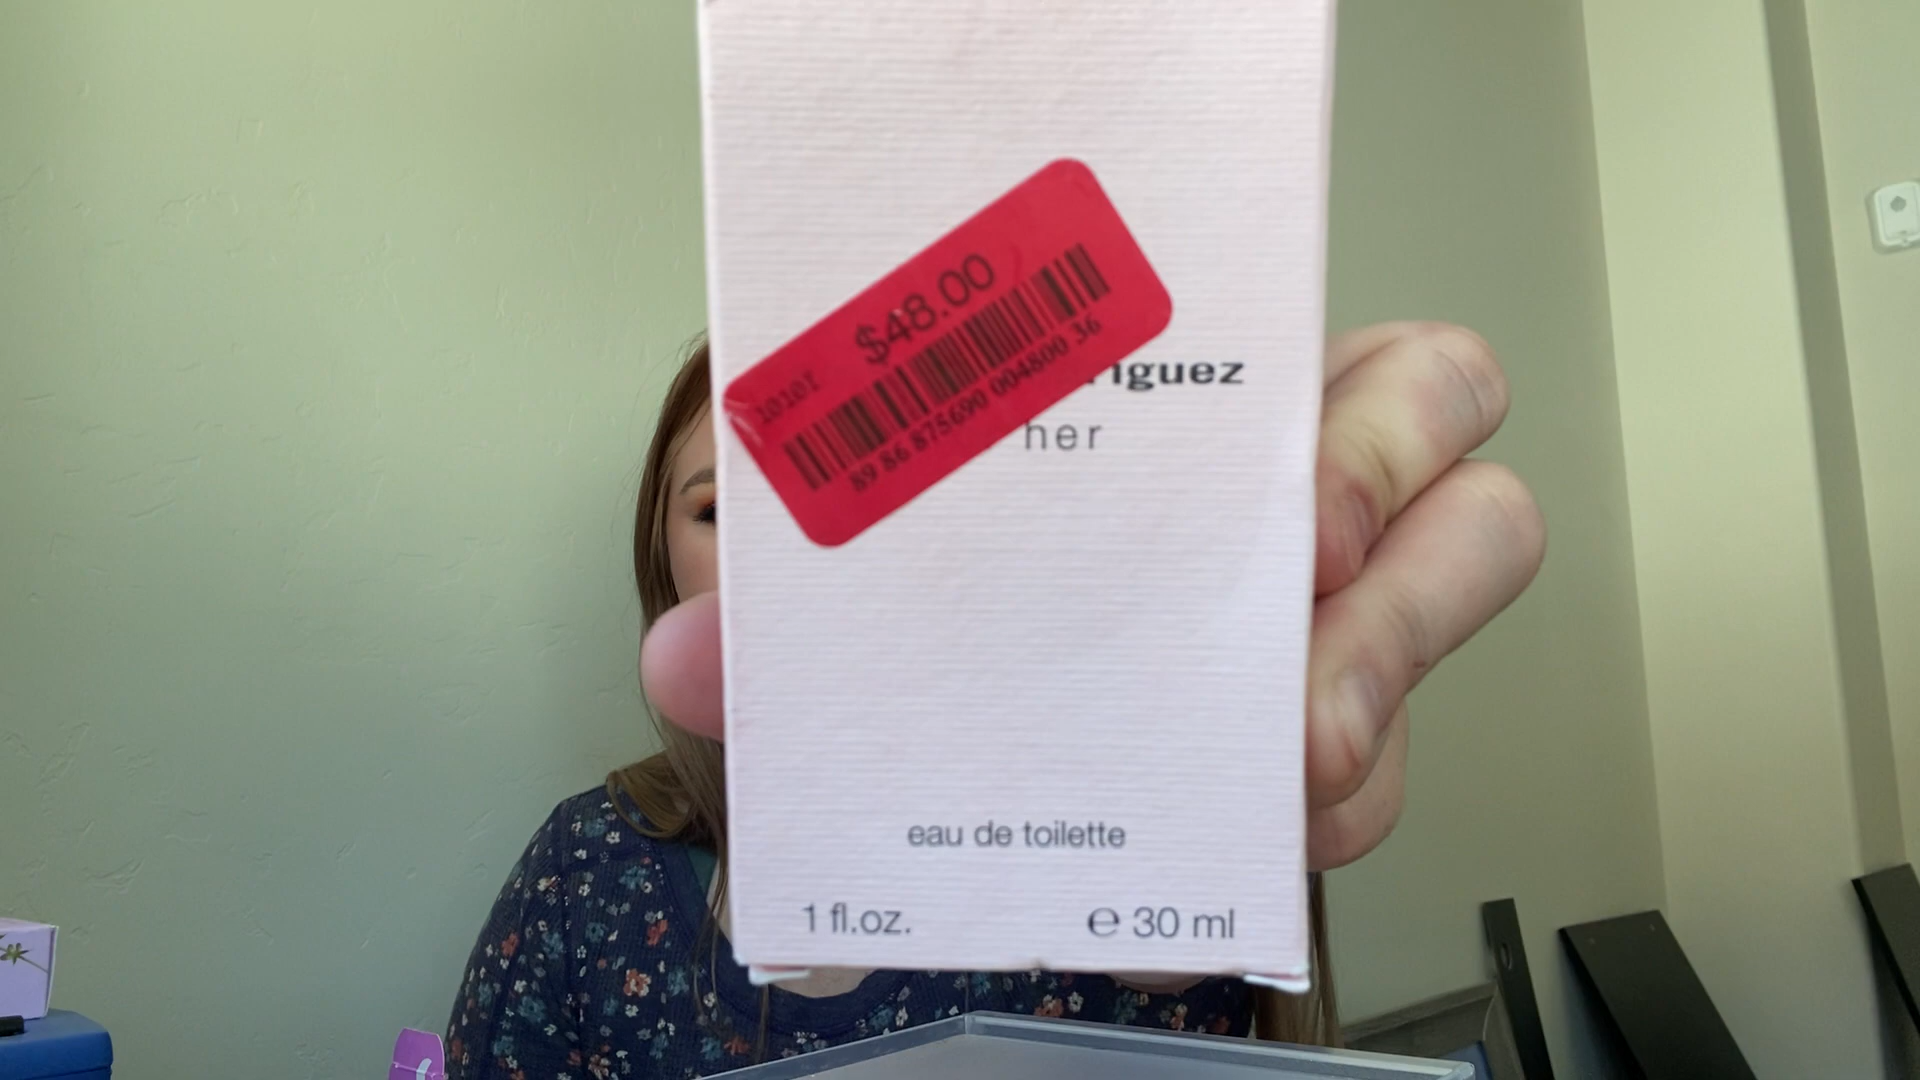 $48.00
10101
89 86 875690 004800 36
riguez
her
eau de toilette
1 fl.oz.
℮ 30 ml